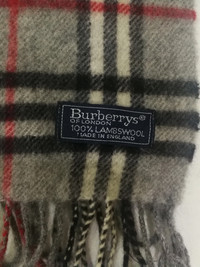 Burberrys®
OF LONDON
100% LAMBSWOOL
MADE IN ENGLAND